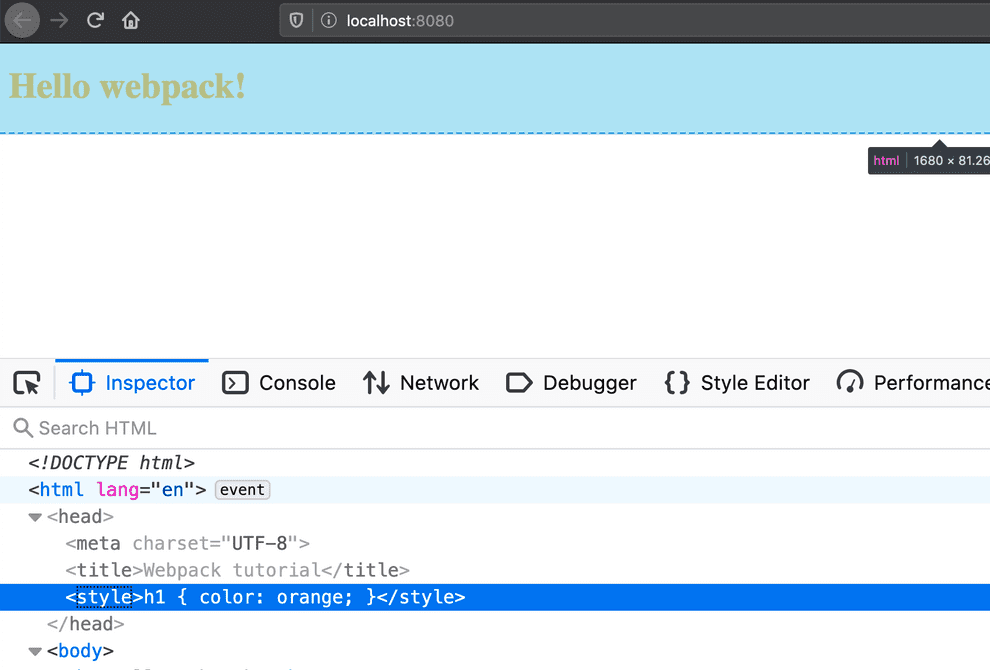 localhost:8080
Hello webpack!
html 1680 × 81.26
Inspector Console Network Debugger Style Editor Performance
Search HTML
<!DOCTYPE html>
<html lang="en"> event
<head>
<meta charset="UTF-8">
<title>Webpack tutorial</title>
<style>h1 { color: orange; }</style>
</head>
<body>